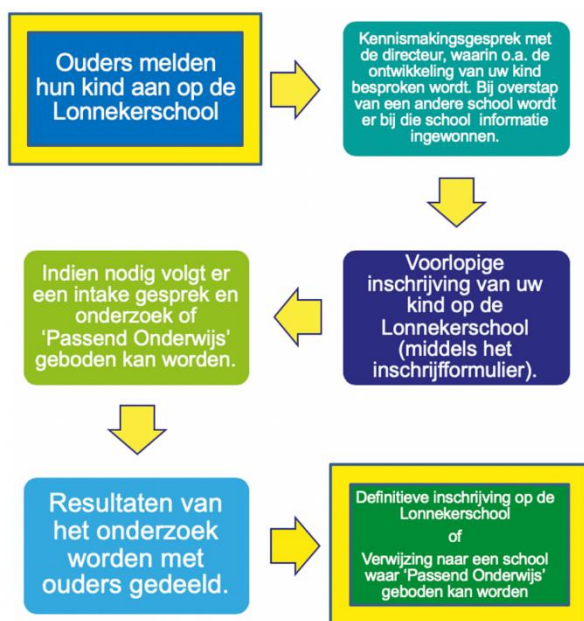 Ouders melden
hun kind aan op de
Lonnekerschool
Kennismakingsgesprek met
de directeur, waarin o.a. de
ontwikkeling van uw kind
besproken wordt. Bij overstap
van een andere school wordt
er bij die school informatie
ingewonnen.
Voorlopige
inschrijving van uw
kind op de
Lonnekerschool
(middels het
inschrijfformulier).
Indien nodig volgt er
een intake gesprek en
onderzoek of
‘Passend Onderwijs’
geboden kan worden.
Resultaten van
het onderzoek
worden met
ouders gedeeld.
Definitieve inschrijving op de
Lonnekerschool
of
Verwijzing naar een school
waar ‘Passend Onderwijs’
geboden kan worden